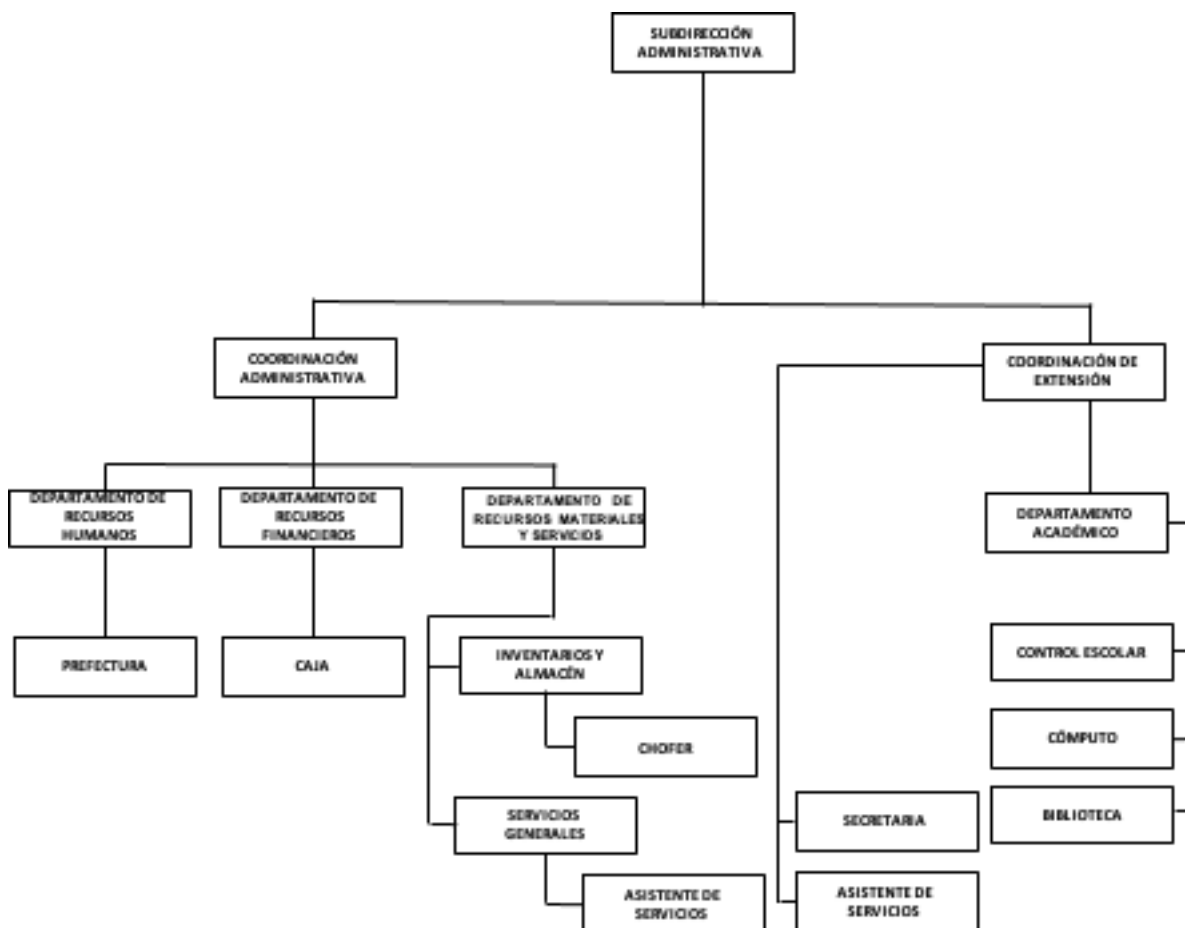 SUBDIRECCIÓN
ADMINISTRATIVA
COORDINACIÓN
ADMINISTRATIVA
COORDINACIÓN DE
EXTENSIÓN
DEPARTAMENTO DE
RECURSOS
HUMANOS
DEPARTAMENTO DE
RECURSOS
FINANCIEROS
DEPARTAMENTO DE
RECURSOS MATERIALES
Y SERVICIOS
DEPARTAMENTO
ACADÉMICO
PREFECTURA
CAJA
INVENTARIOS Y
ALMACÉN
CONTROL ESCOLAR
CHOFER
CÓMPUTO
SERVICIOS
GENERALES
SECRETARIA
BIBLIOTECA
ASISTENTE DE
SERVICIOS
ASISTENTE DE
SERVICIOS